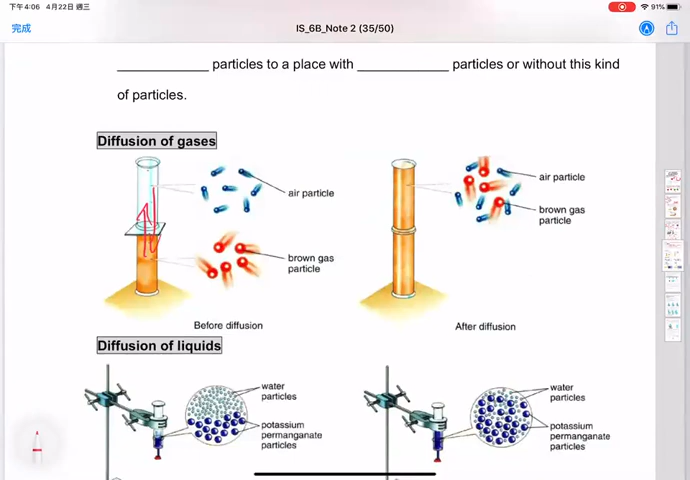 下午4:06 4月22日 週三
91%
完成
IS_6B_Note 2 (35/50)
____________ particles to a place with ____________ particles or without this kind
of particles.
Diffusion of gases
air particle
brown gas
particle
Before diffusion
air particle
brown gas
particle
After diffusion
Diffusion of liquids
water
particles
potassium
permanganate
particles
water
particles
potassium
permanganate
particles